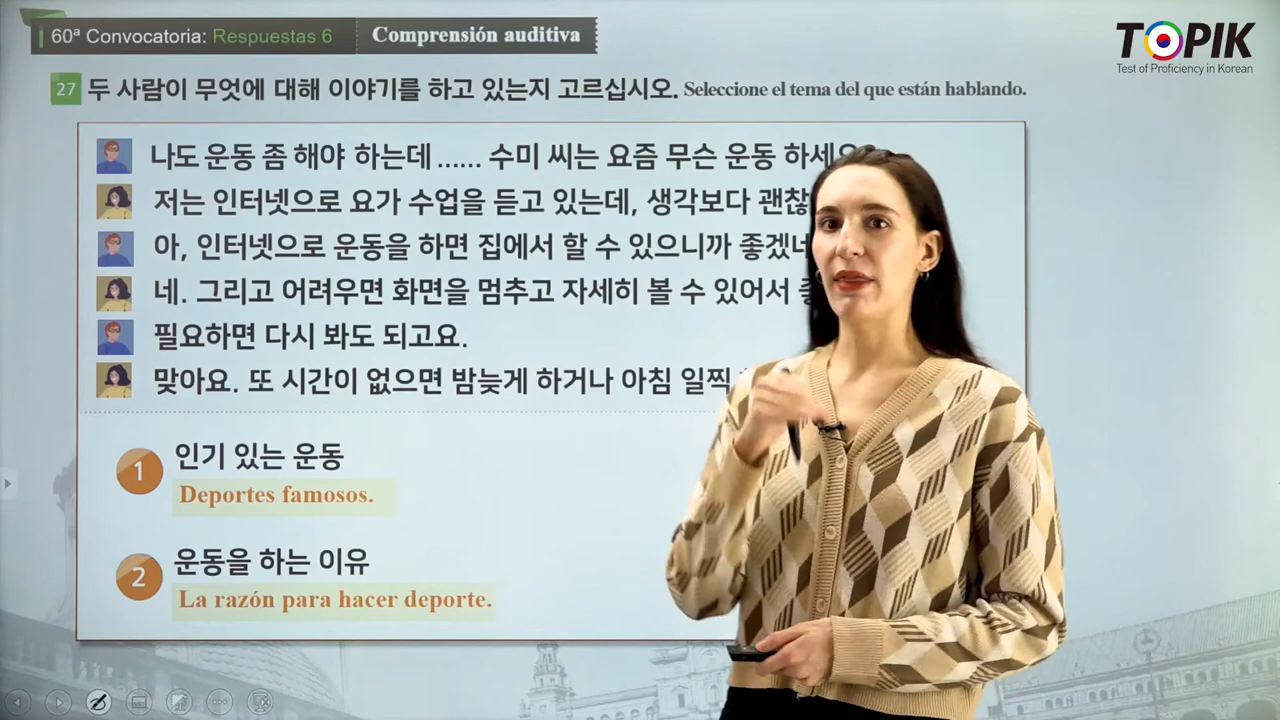 60ª Convocatoria: Respuestas 6 Comprensión auditiva
TOPIK
Test of Proficiency in Korean
27 두 사람이 무엇에 대해 이야기를 하고 있는지 고르십시오. Seleccione el tema del que están hablando.
나도 운동 좀 해야 하는데 ...... 수미 씨는 요즘 무슨 운동 하세요?
저는 인터넷으로 요가 수업을 듣고 있는데, 생각보다 괜찮
아, 인터넷으로 운동을 하면 집에서 할 수 있으니까 좋겠네
네. 그리고 어려우면 화면을 멈추고 자세히 볼 수 있어서
필요하면 다시 봐도 되고요.
맞아요. 또 시간이 없으면 밤늦게 하거나 아침 일찍
1 인기 있는 운동
Deportes famosos.
2 운동을 하는 이유
La razón para hacer deporte.